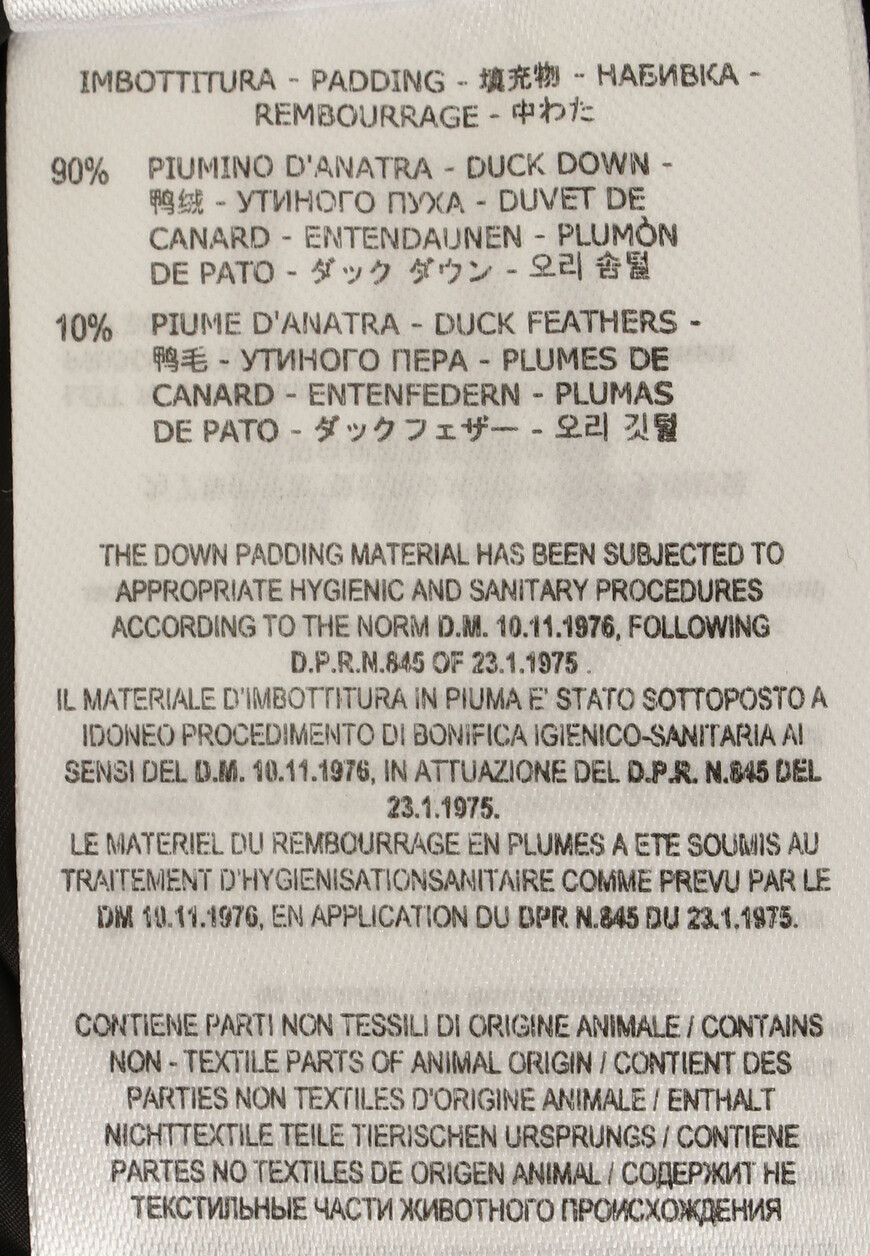 IMBOTTITURA - PADDING - 填充物 - НАБИВКА -
REMBOURRAGE - 中わた
90% PIUMINO D'ANATRA - DUCK DOWN -
鸭绒 - УТИНОГО ПУХА - DUVET DE
CANARD - ENTENDAUNEN - PLUMÒN
DE PATO - ダック ダウン - 오리 솜털
10% PIUME D'ANATRA - DUCK FEATHERS -
鸭毛 - УТИНОГО ПЕРА - PLUMES DE
CANARD - ENTENFEDERN - PLUMAS
DE PATO - ダックフェザー - 오리 깃털
THE DOWN PADDING MATERIAL HAS BEEN SUBJECTED TO
APPROPRIATE HYGIENIC AND SANITARY PROCEDURES
ACCORDING TO THE NORM D.M. 10.11.1976, FOLLOWING
D.P.R.N.845 OF 23.1.1975 .
IL MATERIALE D'IMBOTTITURA IN PIUMA E' STATO SOTTOPOSTO A
IDONEO PROCEDIMENTO DI BONIFICA IGIENICO-SANITARIA AI
SENSI DEL D.M. 10.11.1976, IN ATTUAZIONE DEL D.P.R. N.845 DEL
23.1.1975.
LE MATERIEL DU REMBOURRAGE EN PLUMES A ETE SOUMIS AU
TRAITEMENT D'HYGIENISATIONSANITAIRE COMME PREVU PAR LE
DM 10.11.1976, EN APPLICATION DU DPR N.845 DU 23.1.1975.
CONTIENE PARTI NON TESSILI DI ORIGINE ANIMALE / CONTAINS
NON - TEXTILE PARTS OF ANIMAL ORIGIN / CONTIENT DES
PARTIES NON TEXTILES D'ORIGINE ANIMALE / ENTHALT
NICHTTEXTILE TEILE TIERISCHEN URSPRUNGS / CONTIENE
PARTES NO TEXTILES DE ORIGEN ANIMAL / СОДЕРЖИТ НЕ
ТЕКСТИЛЬНЫЕ ЧАСТИ ЖИВОТНОГО ПРОИСХОЖДЕНИЯ